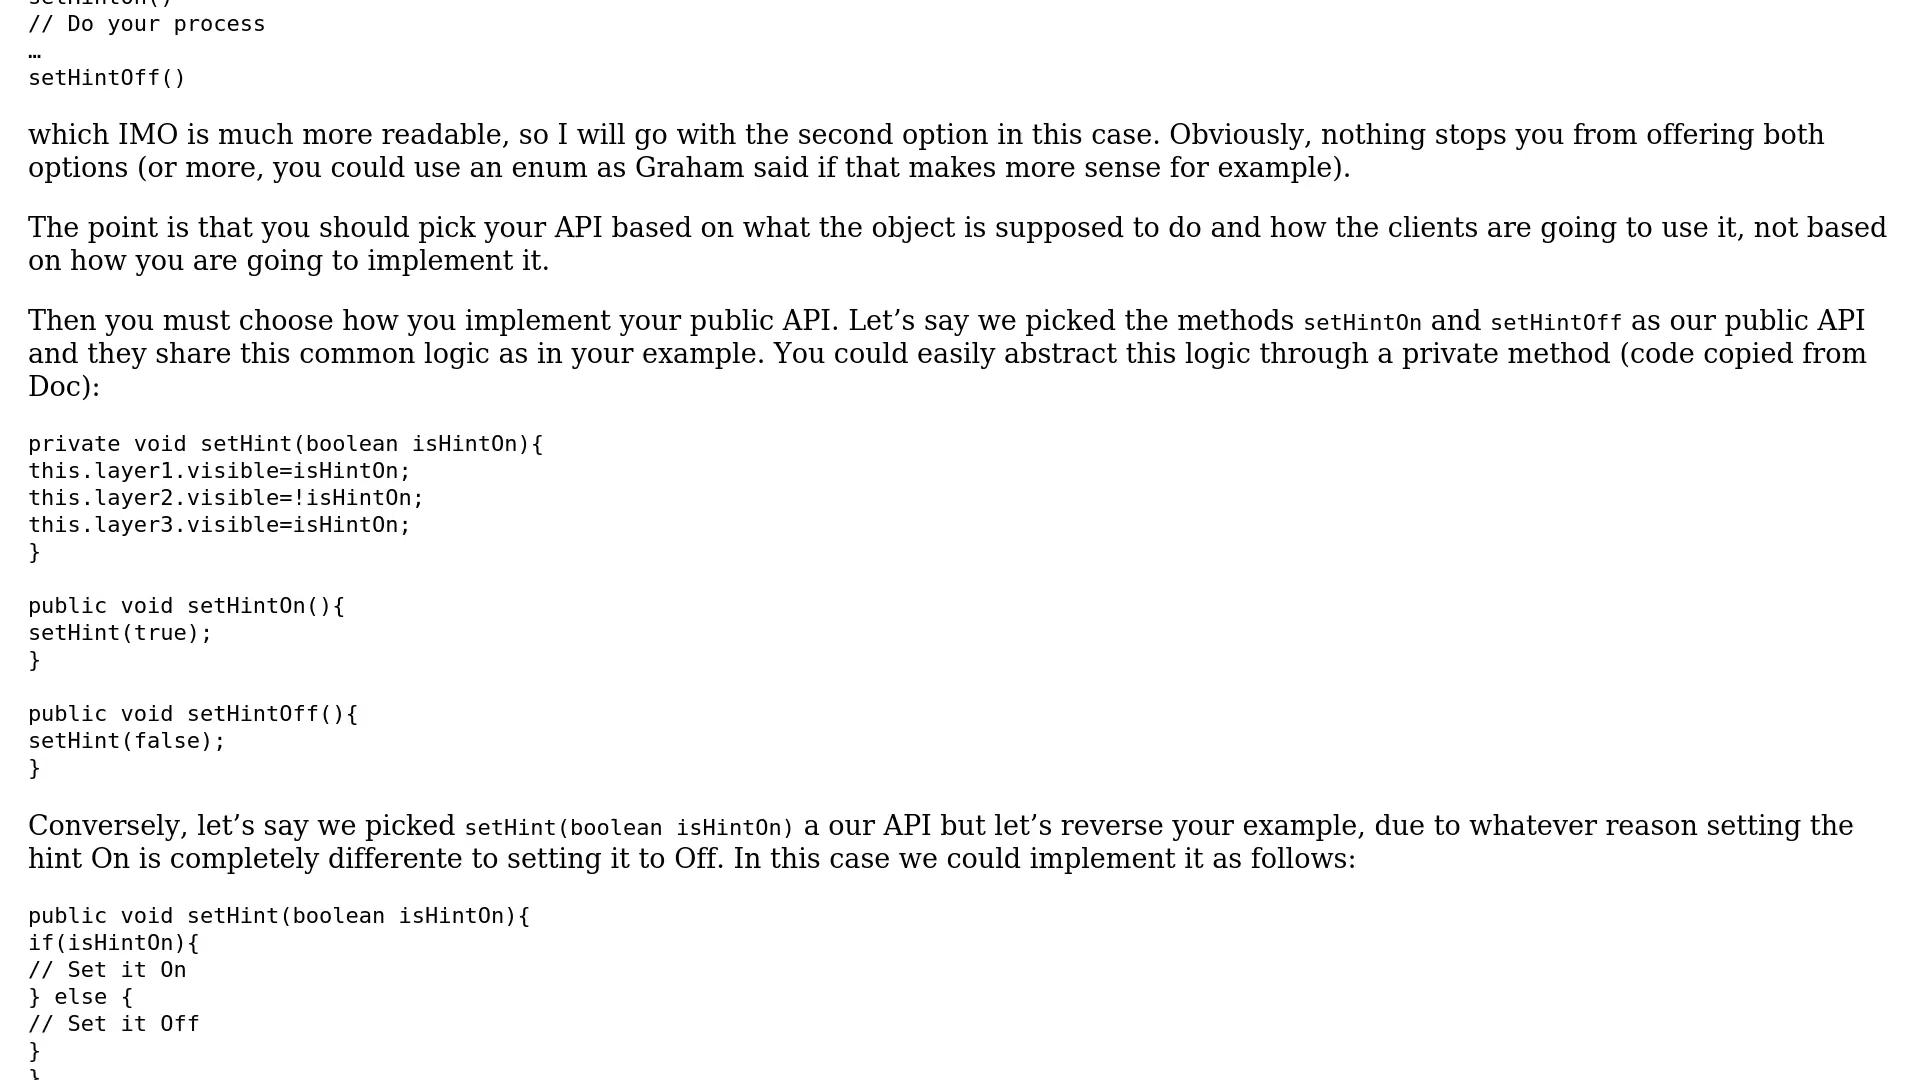 setHintOn()
// Do your process
…
setHintOff()
which IMO is much more readable, so I will go with the second option in this case. Obviously, nothing stops you from offering both
options (or more, you could use an enum as Graham said if that makes more sense for example).
The point is that you should pick your API based on what the object is supposed to do and how the clients are going to use it, not based
on how you are going to implement it.
Then you must choose how you implement your public API. Let’s say we picked the methods setHintOn and setHintOff as our public API
and they share this common logic as in your example. You could easily abstract this logic through a private method (code copied from
Doc):
private void setHint(boolean isHintOn){
this.layer1.visible=isHintOn;
this.layer2.visible=!isHintOn;
this.layer3.visible=isHintOn;
}
public void setHintOn(){
setHint(true);
}
public void setHintOff(){
setHint(false);
}
Conversely, let’s say we picked setHint(boolean isHintOn) a our API but let’s reverse your example, due to whatever reason setting the
hint On is completely differente to setting it to Off. In this case we could implement it as follows:
public void setHint(boolean isHintOn){
if(isHintOn){
// Set it On
} else {
// Set it Off
}
}